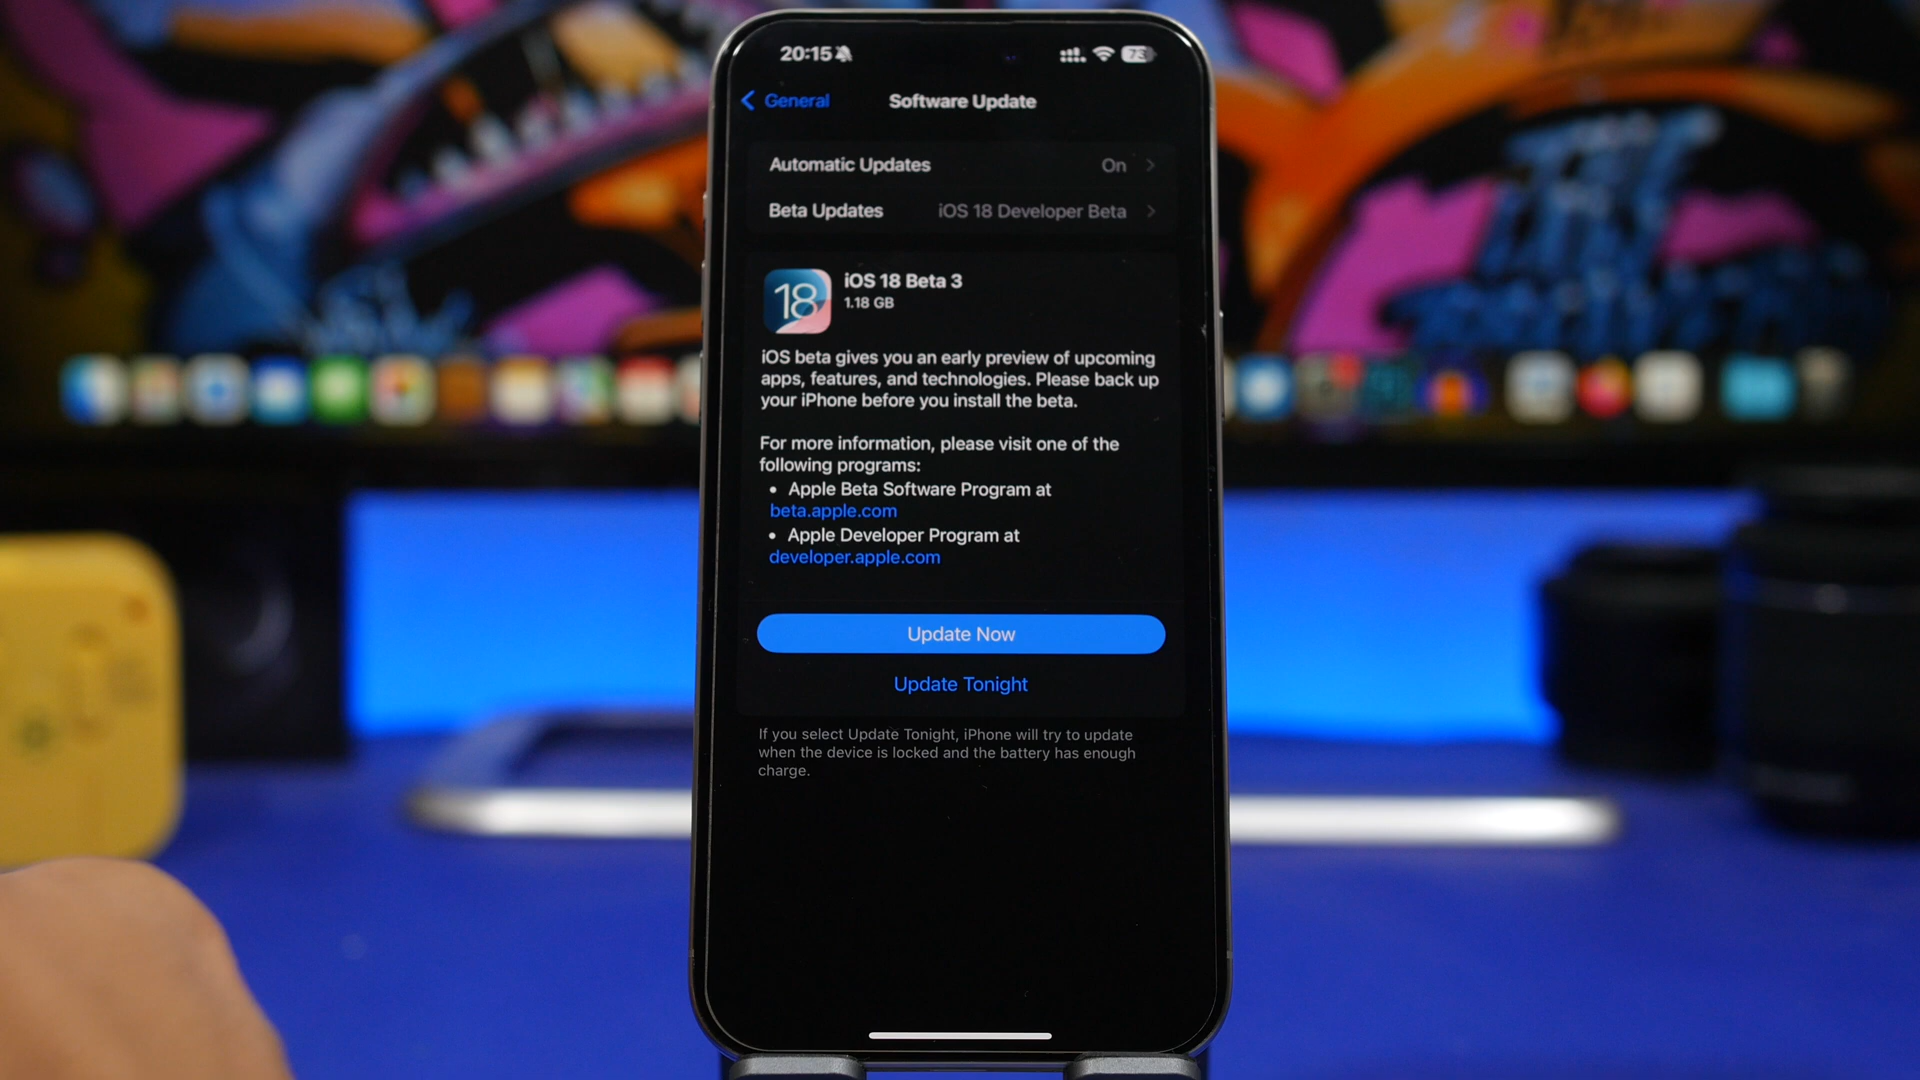 20:15
73
General
Software Update
Automatic Updates On
Beta Updates iOS 18 Developer Beta
18
iOS 18 Beta 3
1.18 GB
iOS beta gives you an early preview of upcoming
apps, features, and technologies. Please back up
your iPhone before you install the beta.
For more information, please visit one of the
following programs:
• Apple Beta Software Program at
beta.apple.com
• Apple Developer Program at
developer.apple.com
Update Now
Update Tonight
If you select Update Tonight, iPhone will try to update
when the device is locked and the battery has enough
charge.